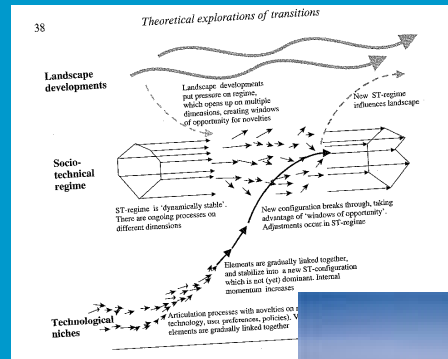 38
Theoretical explorations of transitions
Landscape
developments
Landscape developments
put pressure on regime,
which opens up on multiple
dimensions, creating windows
of opportunity for novelties
New ST-regime
influences landscape
Socio-
technical
regime
ST-regime is 'dynamically stable'.
There are ongoing processes on
different dimensions
New configuration breaks through, taking
advantage of 'windows of opportunity'.
Adjustments occur in ST-regime
Elements are gradually linked together,
and stabilize into a new ST-configuration
which is not (yet) dominant. Internal
momentum increases
Technological
niches
Articulation processes with novelties on
technology, user preferences, policies).
elements are gradually linked together